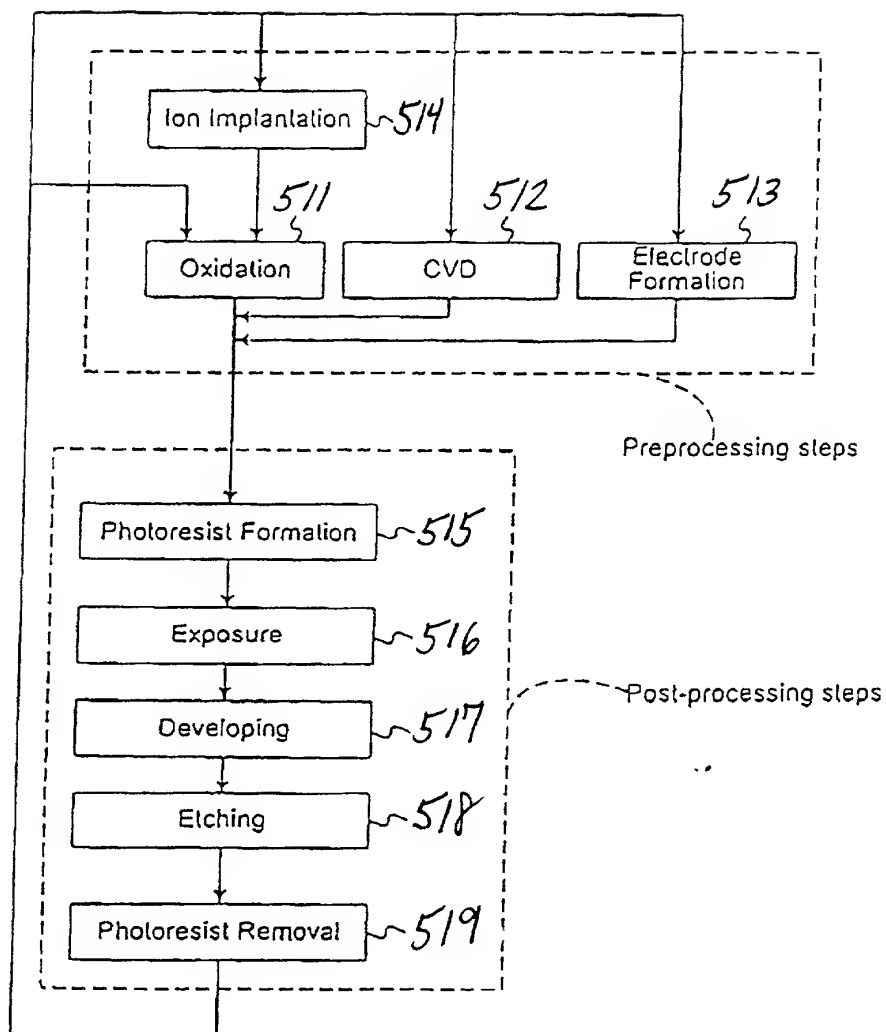 Ion Implantation
514
511
512
513
Oxidation
CVD
Electrode
Formation
Preprocessing steps
Photoresist Formation
515
Exposure
516
Post-processing steps
Developing
517
Etching
518
Photoresist Removal
519